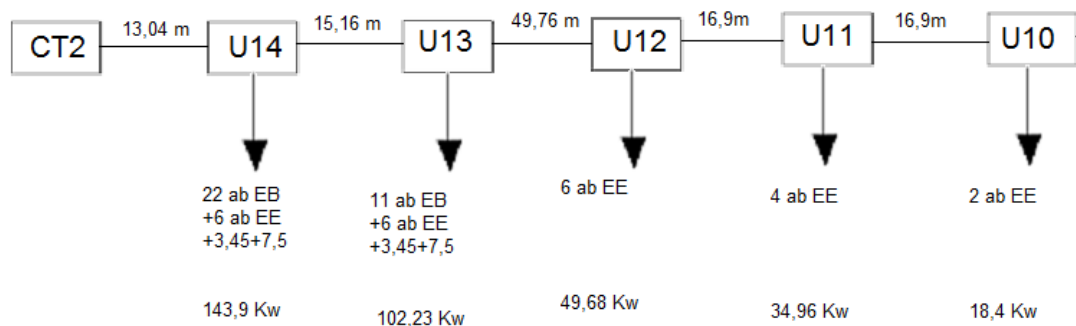 13,04 m
15,16 m
49,76 m
16,9m
16,9m
CT2
U14
U13
U12
U11
U10
22 ab EB
+6 ab EE
+3,45+7,5
11 ab EB
+6 ab EE
+3,45+7,5
6 ab EE
4 ab EE
2 ab EE
143,9 Kw
102,23 Kw
49,68 Kw
34,96 Kw
18,4 Kw